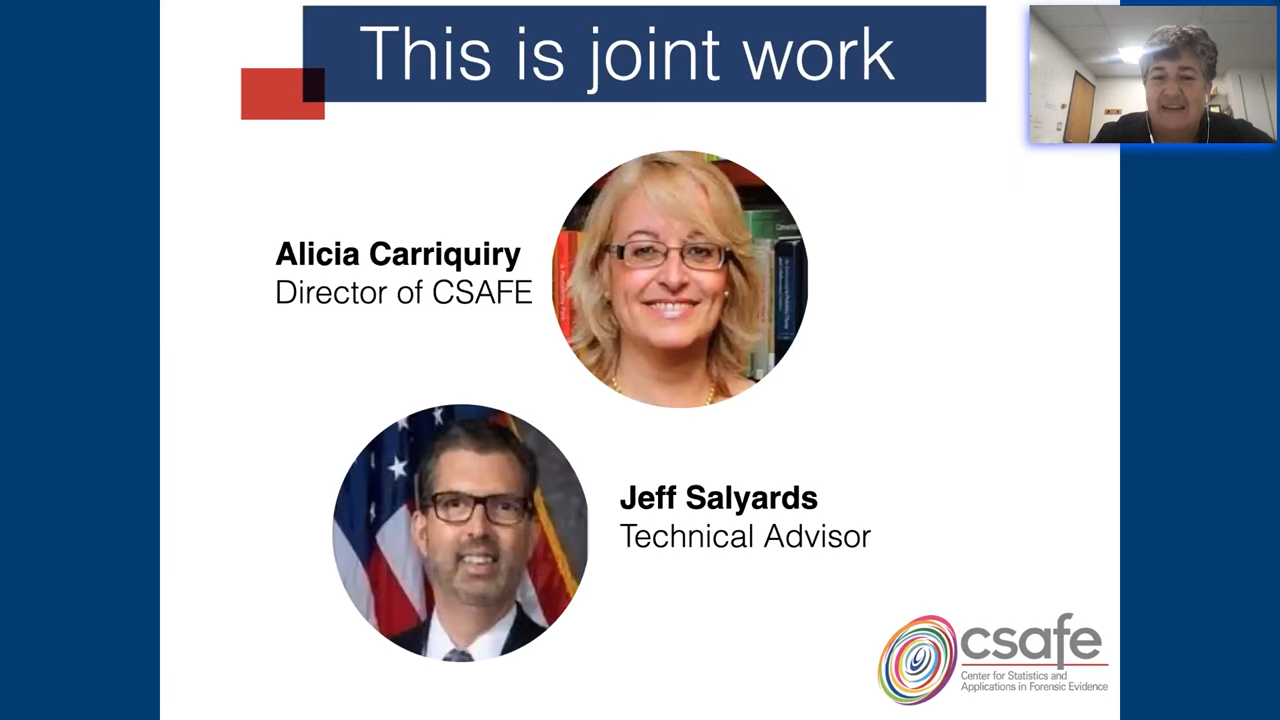 This is joint work
Alicia Carriquiry
Director of CSAFE
Jeff Salyards
Technical Advisor
csafe
Center for Statistics and
Applications in Forensic Evidence